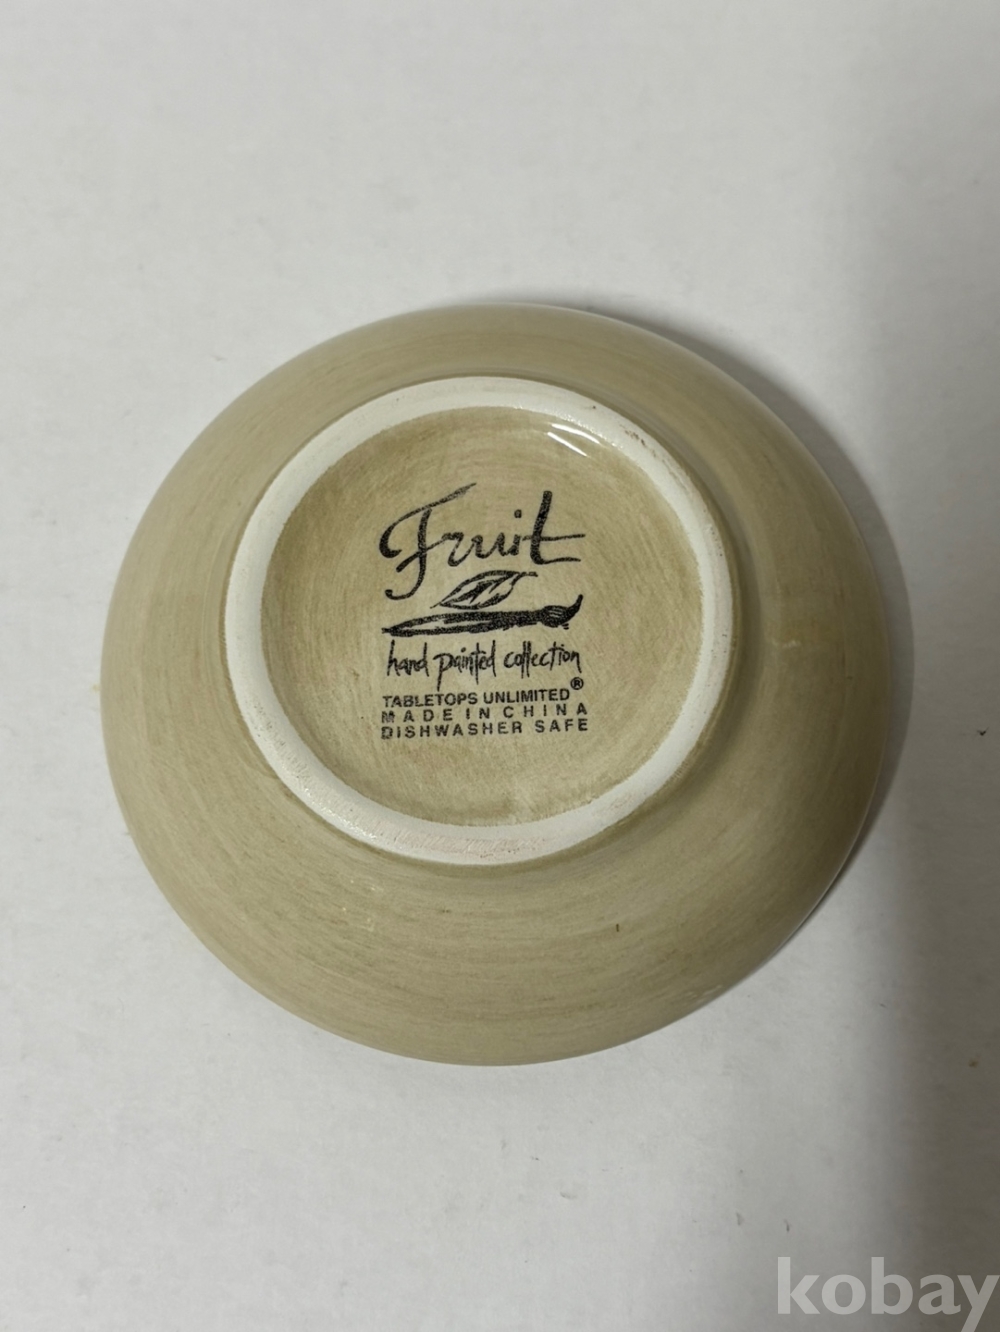 Fruit
hand painted collection
TABLETOPS UNLIMITED®
MADE IN CHINA
DISHWASHER SAFE
kobay